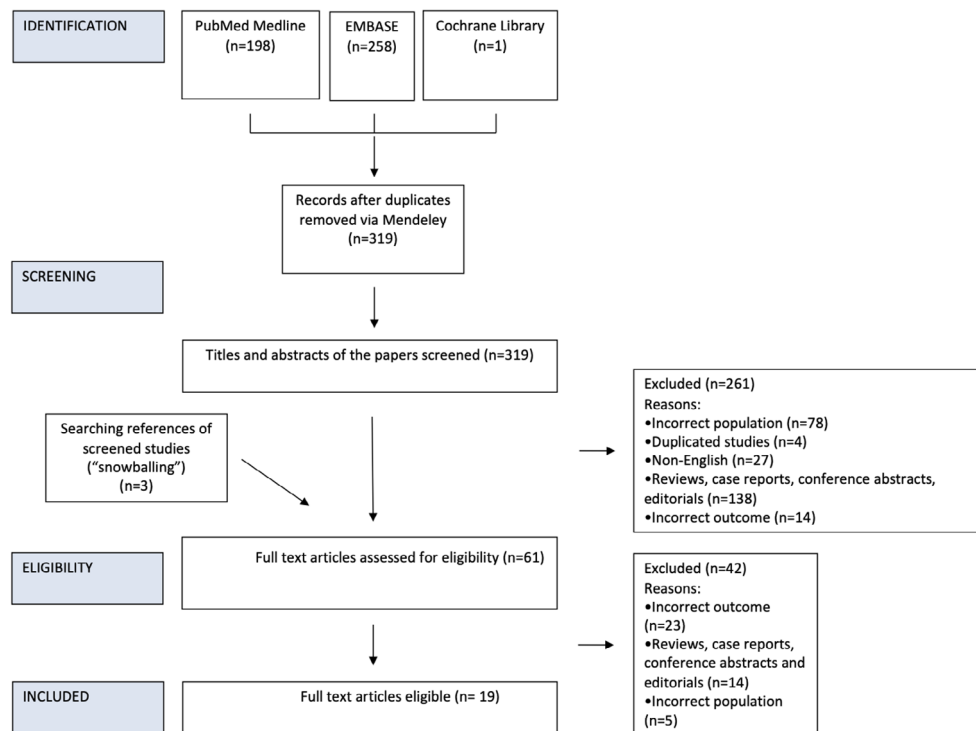 IDENTIFICATION
PubMed Medline
(n=198)
EMBASE
(n=258)
Cochrane Library
(n=1)
Records after duplicates
removed via Mendeley
(n=319)
SCREENING
Titles and abstracts of the papers screened (n=319)
Excluded (n=261)
Reasons:
•Incorrect population (n=78)
•Duplicated studies (n=4)
•Non-English (n=27)
•Reviews, case reports, conference abstracts,
editorials (n=138)
•Incorrect outcome (n=14)
Searching references of
screened studies
(“snowballing”)
(n=3)
ELIGIBILITY
Full text articles assessed for eligibility (n=61)
Excluded (n=42)
Reasons:
•Incorrect outcome
(n=23)
•Reviews, case reports,
conference abstracts and
editorials (n=14)
•Incorrect population
(n=5)
INCLUDED
Full text articles eligible (n= 19)